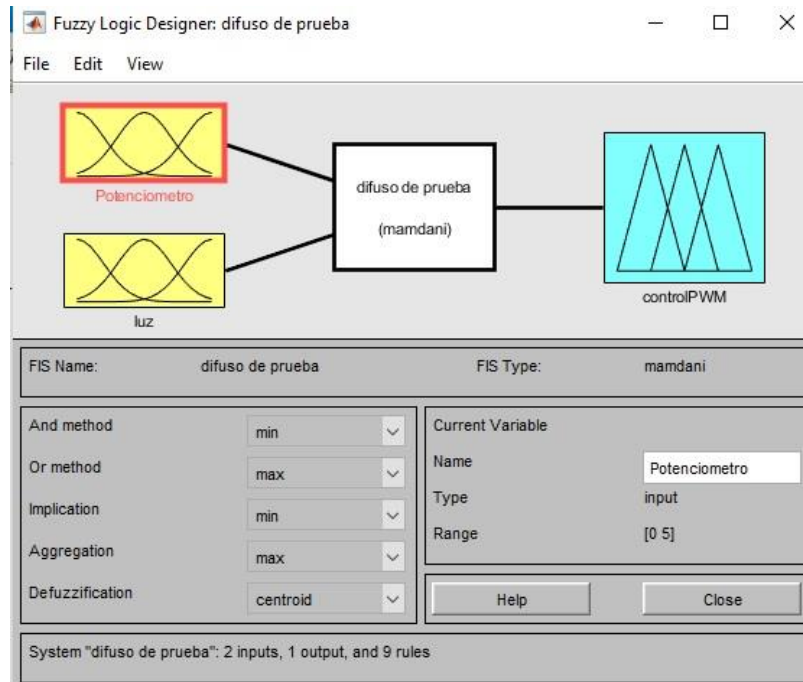 Fuzzy Logic Designer: difuso de prueba
File Edit View
Potenciometro
luz
difuso de prueba
(mamdani)
controlPWM
FIS Name: difuso de prueba FIS Type: mamdani
And method min
Or method max
Implication min
Aggregation max
Defuzzification centroid
Current Variable
Name Potenciometro
Type input
Range [0 5]
Help Close
System "difuso de prueba": 2 inputs, 1 output, and 9 rules